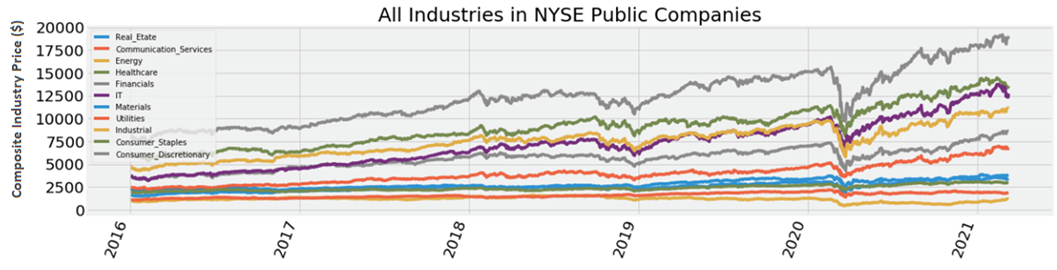 All Industries in NYSE Public Companies
Composite Industry Price ($)
20000
17500
15000
12500
10000
7500
5000
2500
0
Real_Etate
Communication_Services
Energy
Healthcare
Financials
IT
Materials
Utilities
Industrial
Consumer_Staples
Consumer_Discretionary
2016
2017
2018
2019
2020
2021